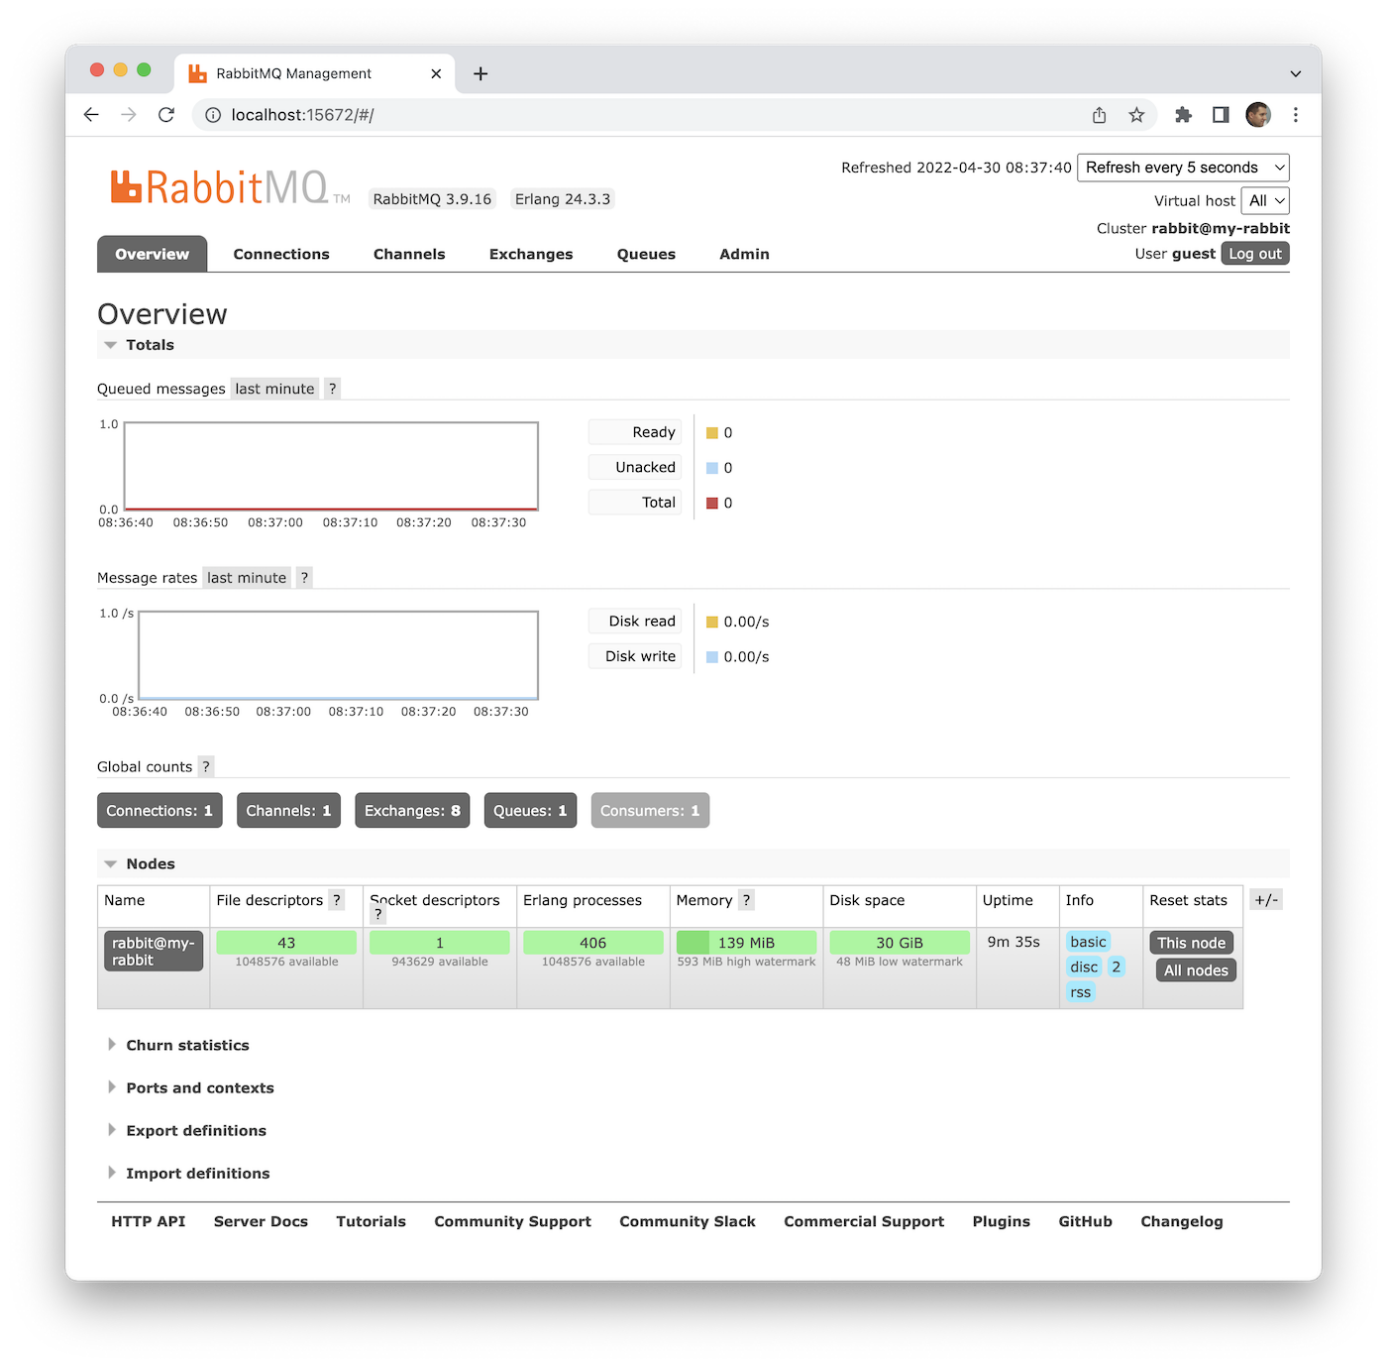 RabbitMQ Management
localhost:15672/#/
RabbitMQ TM
RabbitMQ 3.9.16 Erlang 24.3.3
Refreshed 2022-04-30 08:37:40 Refresh every 5 seconds
Virtual host All
Cluster rabbit@my-rabbit
User guest Log out
Overview Connections Channels Exchanges Queues Admin
Overview
Totals
Queued messages last minute ?
1.0
0.0
08:36:40 08:36:50 08:37:00 08:37:10 08:37:20 08:37:30
Ready 0
Unacked 0
Total 0
Message rates last minute ?
1.0 /s
0.0 /s
08:36:40 08:36:50 08:37:00 08:37:10 08:37:20 08:37:30
Disk read 0.00/s
Disk write 0.00/s
Global counts ?
Connections: 1 Channels: 1 Exchanges: 8 Queues: 1 Consumers: 1
Nodes
Name File descriptors ? Socket descriptors ? Erlang processes Memory ? Disk space Uptime Info Reset stats +/-
rabbit@my-rabbit
43
1048576 available
1
943629 available
406
1048576 available
139 MiB
593 MiB high watermark
30 GiB
48 MiB low watermark
9m 35s
basic
disc 2
rss
This node
All nodes
Churn statistics
Ports and contexts
Export definitions
Import definitions
HTTP API Server Docs Tutorials Community Support Community Slack Commercial Support Plugins GitHub Changelog